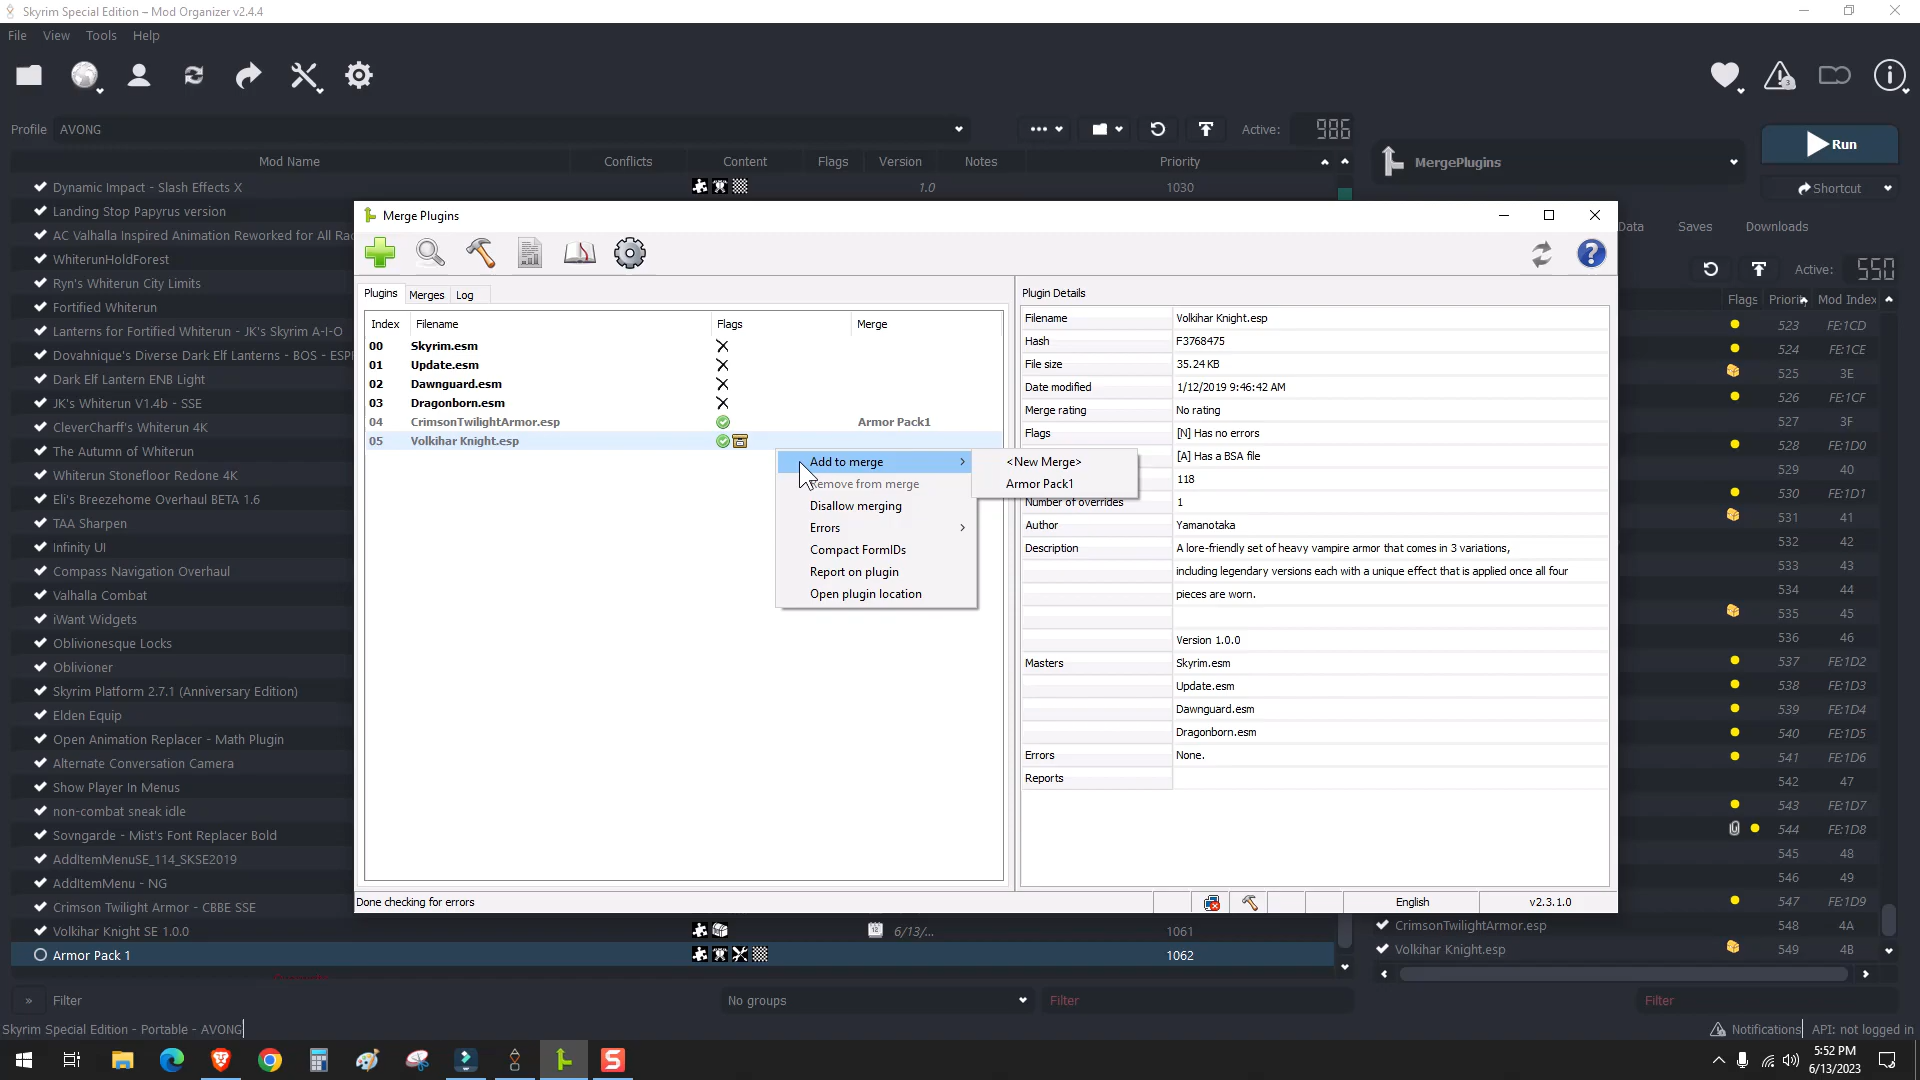 Skyrim Special Edition – Mod Organizer v2.4.4
File View Tools Help
Profile AVONG Active: 986
MergePlugins
Run
Shortcut
Mod Name Conflicts Content Flags Version Notes Priority
Data Saves Downloads
Active: 550
Flags Priority Mod Index
Dynamic Impact - Slash Effects X 1.0 1030
Landing Stop Papyrus version
AC Valhalla Inspired Animation Reworked for All Rac
WhiterunHoldForest
Ryn's Whiterun City Limits
Fortified Whiterun
Lanterns for Fortified Whiterun - JK's Skyrim A-I-O
Dovahnique's Diverse Dark Elf Lanterns - BOS - ESPF
Dark Elf Lantern ENB Light
JK's Whiterun V1.4b - SSE
CleverCharff's Whiterun 4K
The Autumn of Whiterun
Whiterun Stonefloor Redone 4K
Eli's Breezehome Overhaul BETA 1.6
TAA Sharpen
Infinity UI
Compass Navigation Overhaul
Valhalla Combat
iWant Widgets
Oblivionesque Locks
Oblivioner
Skyrim Platform 2.7.1 (Anniversary Edition)
Elden Equip
Open Animation Replacer - Math Plugin
Alternate Conversation Camera
Show Player In Menus
non-combat sneak idle
Sovngarde - Mist's Font Replacer Bold
AddItemMenuSE_114_SKSE2019
AddItemMenu - NG
Crimson Twilight Armor - CBBE SSE
Volkihar Knight SE 1.0.0 6/13/... 1061
Armor Pack 1 1062
Merge Plugins
Plugins Merges Log
Index Filename Flags Merge
00 Skyrim.esm
01 Update.esm
02 Dawnguard.esm
03 Dragonborn.esm
04 CrimsonTwilightArmor.esp Armor Pack1
05 Volkihar Knight.esp
Add to merge
Remove from merge
Disallow merging
Errors
Compact FormIDs
Report on plugin
Open plugin location
<New Merge>
Armor Pack1
Plugin Details
Filename Volkihar Knight.esp
Hash F3768475
File size 35.24 KB
Date modified 1/12/2019 9:46:42 AM
Merge rating No rating
Flags [N] Has no errors
[A] Has a BSA file
118
Number of overrides 1
Author Yamanotaka
Description A lore-friendly set of heavy vampire armor that comes in 3 variations,
including legendary versions each with a unique effect that is applied once all four
pieces are worn.
Version 1.0.0
Masters Skyrim.esm
Update.esm
Dawnguard.esm
Dragonborn.esm
Errors None.
Reports
Done checking for errors English v2.3.1.0
523 FE:1CD
524 FE:1CE
525 3E
526 FE:1CF
527 3F
528 FE:1D0
529 40
530 FE:1D1
531 41
532 42
533 43
534 44
535 45
536 46
537 FE:1D2
538 FE:1D3
539 FE:1D4
540 FE:1D5
541 FE:1D6
542 47
543 FE:1D7
544 FE:1D8
545 48
546 49
547 FE:1D9
CrimsonTwilightArmor.esp 548 4A
Volkihar Knight.esp 549 4B
» Filter No groups Filter Filter
Skyrim Special Edition - Portable - AVONG Notifications API: not logged in
5:52 PM
6/13/2023